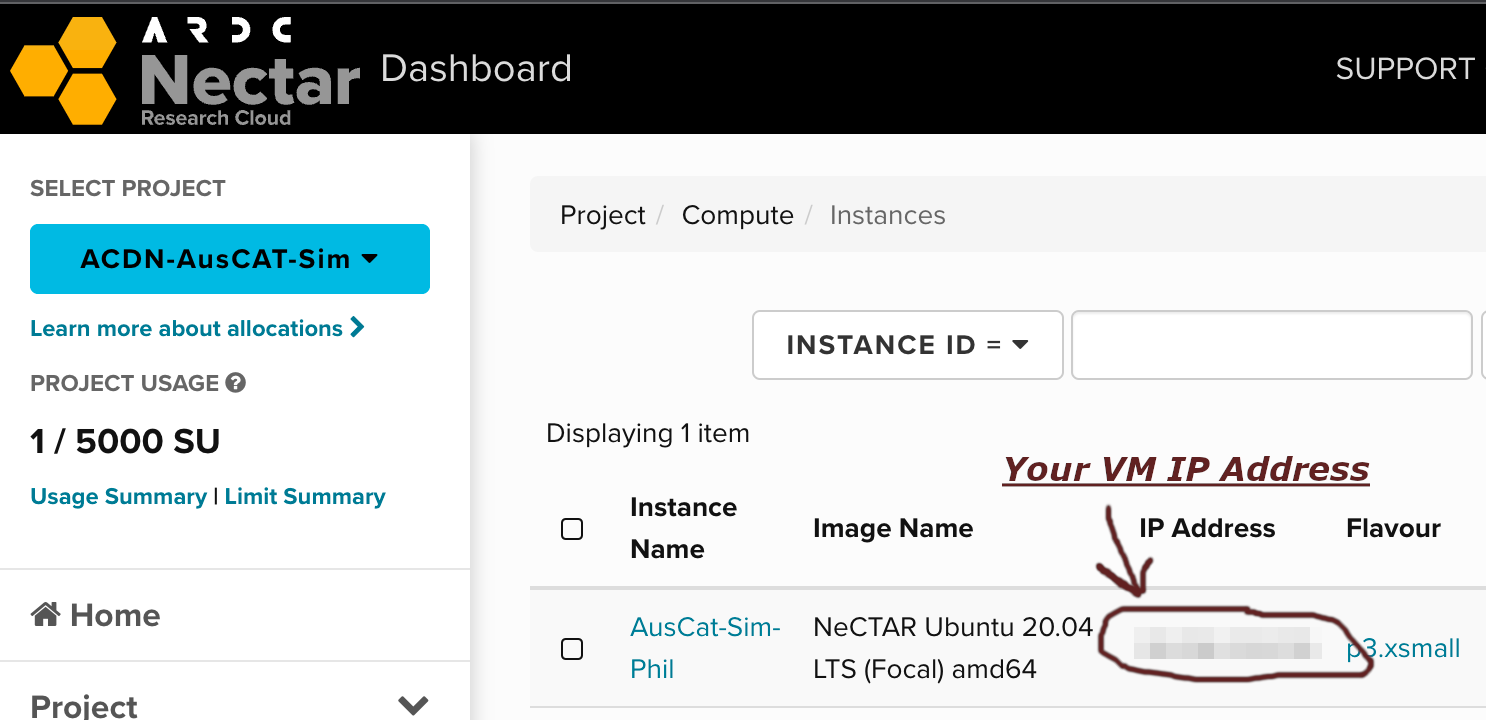 ARDC
Nectar
Research Cloud
Dashboard
SUPPORT
SELECT PROJECT
ACDN-AusCAT-Sim
Learn more about allocations
PROJECT USAGE
1 / 5000 SU
Usage Summary | Limit Summary
Home
Project
Project / Compute / Instances
INSTANCE ID =
Displaying 1 item
Your VM IP Address
Instance
Name
Image Name
IP Address
Flavour
AusCat-Sim-
Phil
NeCTAR Ubuntu 20.04
LTS (Focal) amd64
p3.xsmall